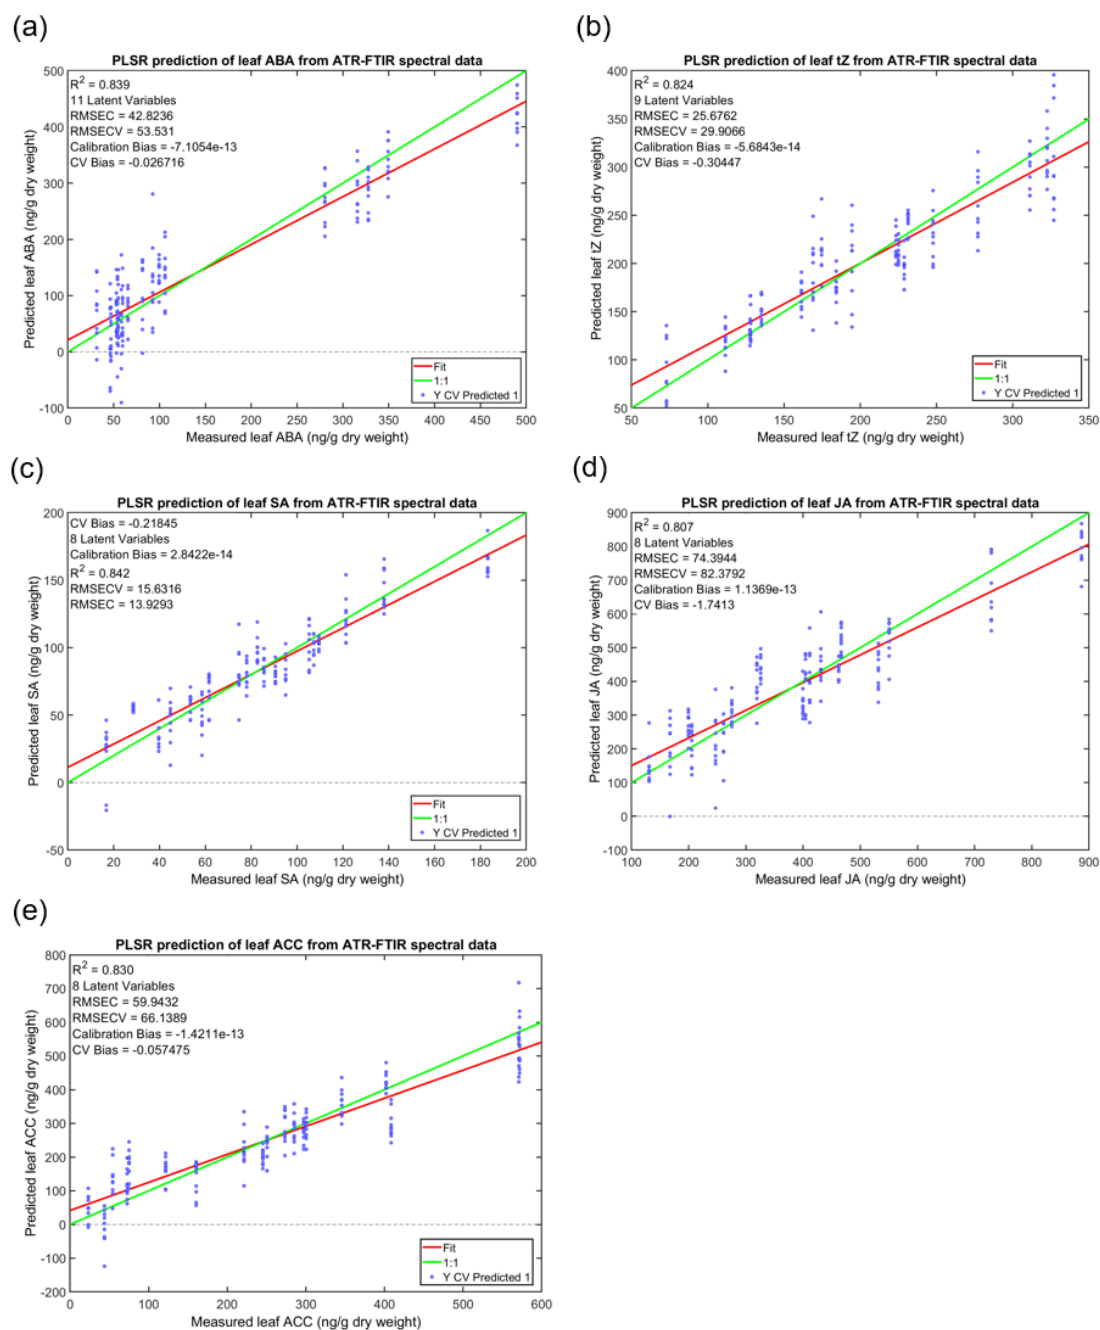 (a)
PLSR prediction of leaf ABA from ATR-FTIR spectral data
R² = 0.839
11 Latent Variables
RMSEC = 42.8236
RMSECV = 53.531
Calibration Bias = -7.1054e-13
CV Bias = -0.026716
500
400
300
200
100
0
-100
Predicted leaf ABA (ng/g dry weight)
0 50 100 150 200 250 300 350 400 450 500
Measured leaf ABA (ng/g dry weight)
Fit
1:1
Y CV Predicted 1
(b)
PLSR prediction of leaf tZ from ATR-FTIR spectral data
R² = 0.824
9 Latent Variables
RMSEC = 25.6762
RMSECV = 29.9066
Calibration Bias = -5.6843e-14
CV Bias = -0.30447
400
350
300
250
200
150
100
50
Predicted leaf tZ (ng/g dry weight)
50 100 150 200 250 300 350
Measured leaf tZ (ng/g dry weight)
Fit
1:1
Y CV Predicted 1
(c)
PLSR prediction of leaf SA from ATR-FTIR spectral data
CV Bias = -0.21845
8 Latent Variables
Calibration Bias = 2.8422e-14
R² = 0.842
RMSECV = 15.6316
RMSEC = 13.9293
200
150
100
50
0
-50
Predicted leaf SA (ng/g dry weight)
0 20 40 60 80 100 120 140 160 180 200
Measured leaf SA (ng/g dry weight)
Fit
1:1
Y CV Predicted 1
(d)
PLSR prediction of leaf JA from ATR-FTIR spectral data
R² = 0.807
8 Latent Variables
RMSEC = 74.3944
RMSECV = 82.3792
Calibration Bias = 1.1369e-13
CV Bias = -1.7413
900
800
700
600
500
400
300
200
100
0
-100
Predicted leaf JA (ng/g dry weight)
100 200 300 400 500 600 700 800 900
Measured leaf JA (ng/g dry weight)
(e)
PLSR prediction of leaf ACC from ATR-FTIR spectral data
R² = 0.830
8 Latent Variables
RMSEC = 59.9432
RMSECV = 66.1389
Calibration Bias = -1.4211e-13
CV Bias = -0.057475
800
700
600
500
400
300
200
100
0
-100
-200
Predicted leaf ACC (ng/g dry weight)
0 100 200 300 400 500 600
Measured leaf ACC (ng/g dry weight)
Fit
1:1
Y CV Predicted 1